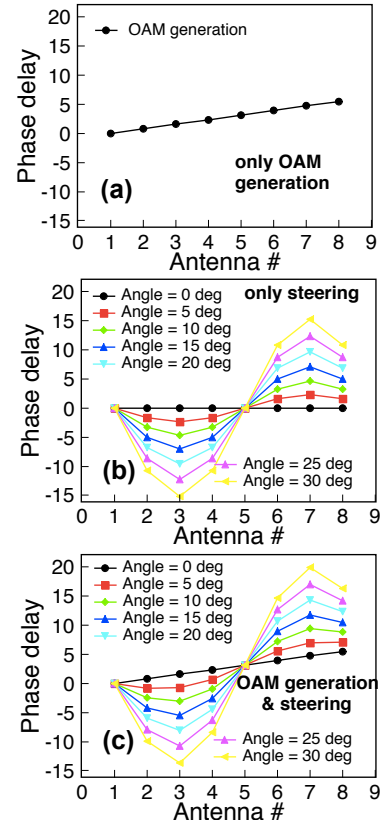 20
15
10
5
0
-5
-10
-15
Phase delay
OAM generation
only OAM
generation
(a)
0 1 2 3 4 5 6 7 8 9
Antenna #
20
15
10
5
0
-5
-10
-15
Phase delay
Angle = 0 deg
Angle = 5 deg
Angle = 10 deg
Angle = 15 deg
Angle = 20 deg
only steering
Angle = 25 deg
Angle = 30 deg
(b)
0 1 2 3 4 5 6 7 8 9
Antenna #
20
15
10
5
0
-5
-10
-15
Phase delay
Angle = 0 deg
Angle = 5 deg
Angle = 10 deg
Angle = 15 deg
Angle = 20 deg
OAM generation
& steering
Angle = 25 deg
Angle = 30 deg
(c)
0 1 2 3 4 5 6 7 8 9
Antenna #